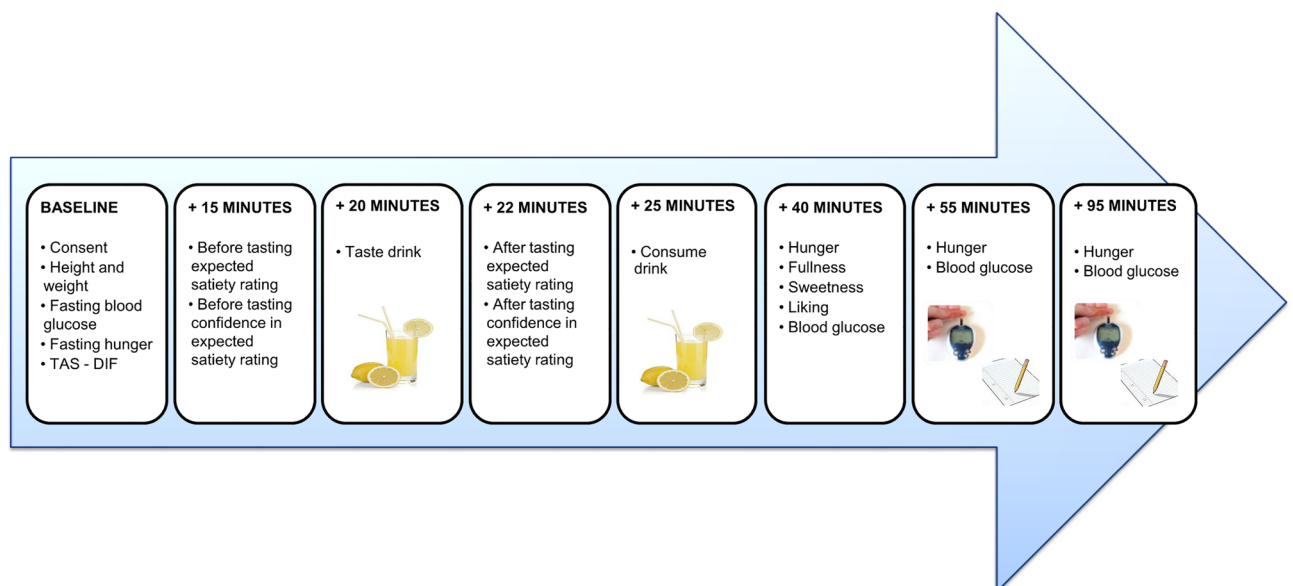 BASELINE
• Consent
• Height and
weight
• Fasting blood
glucose
• Fasting hunger
• TAS - DIF
+ 15 MINUTES
• Before tasting
expected
satiety rating
• Before tasting
confidence in
expected
satiety rating
+ 20 MINUTES
• Taste drink
+ 22 MINUTES
• After tasting
expected
satiety rating
• After tasting
confidence in
expected
satiety rating
+ 25 MINUTES
• Consume
drink
+ 40 MINUTES
• Hunger
• Fullness
• Sweetness
• Liking
• Blood glucose
+ 55 MINUTES
• Hunger
• Blood glucose
+ 95 MINUTES
• Hunger
• Blood glucose